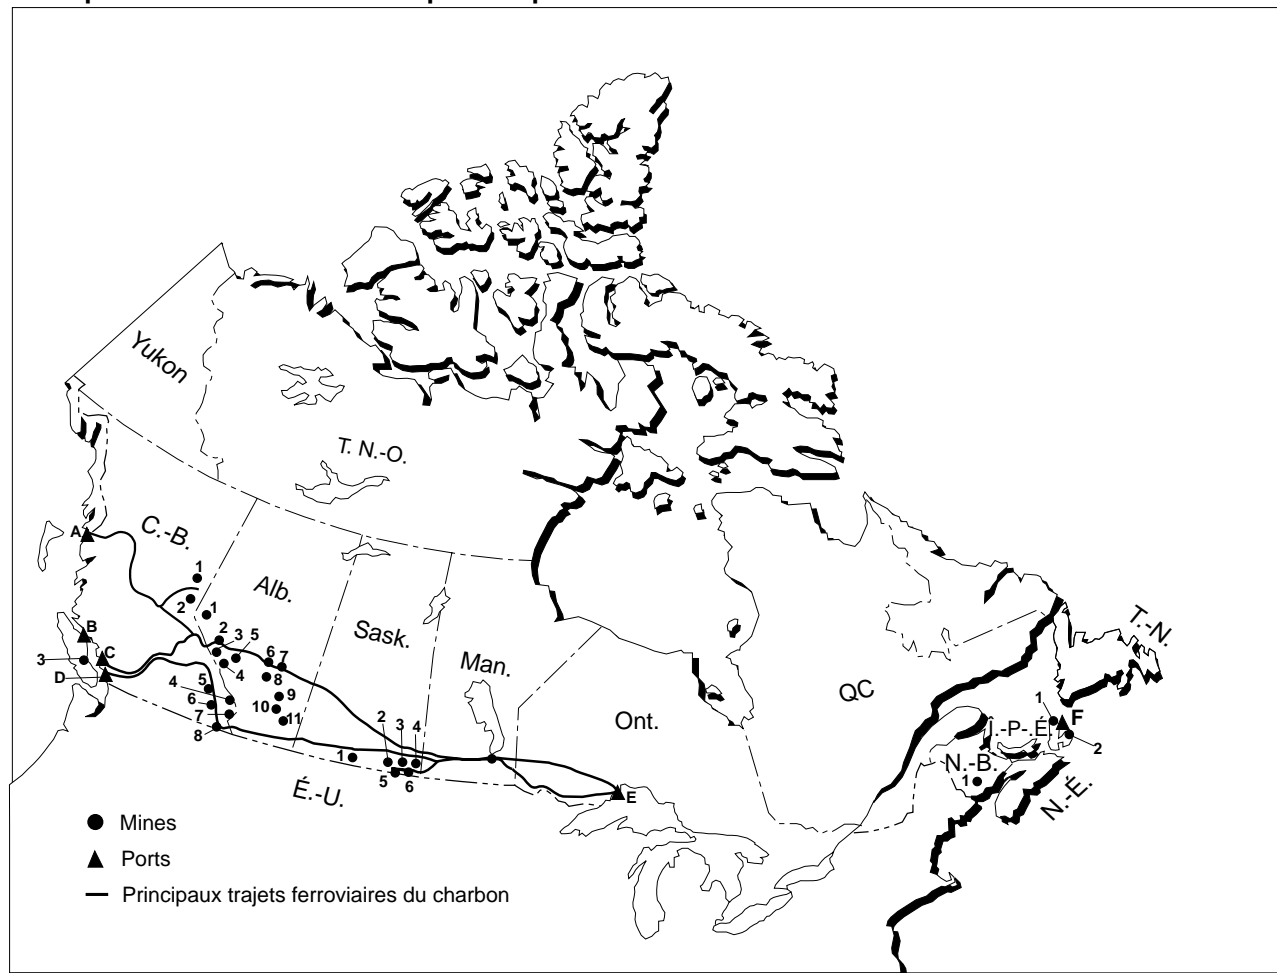 Yukon
T. N.-O.
A
C.-B.
1
2
1
Alb.
2
3
5
4
6
7
8
9
10
11
B
C
3
D
4
5
6
7
8
Sask.
Man.
2
3
4
1
5
6
É.-U.
Ont.
E
QC
T.-N.
1
F
2
Î.-P-.É.
N.-B.
1
N.-É.
Mines
Ports
Principaux trajets ferroviaires du charbon